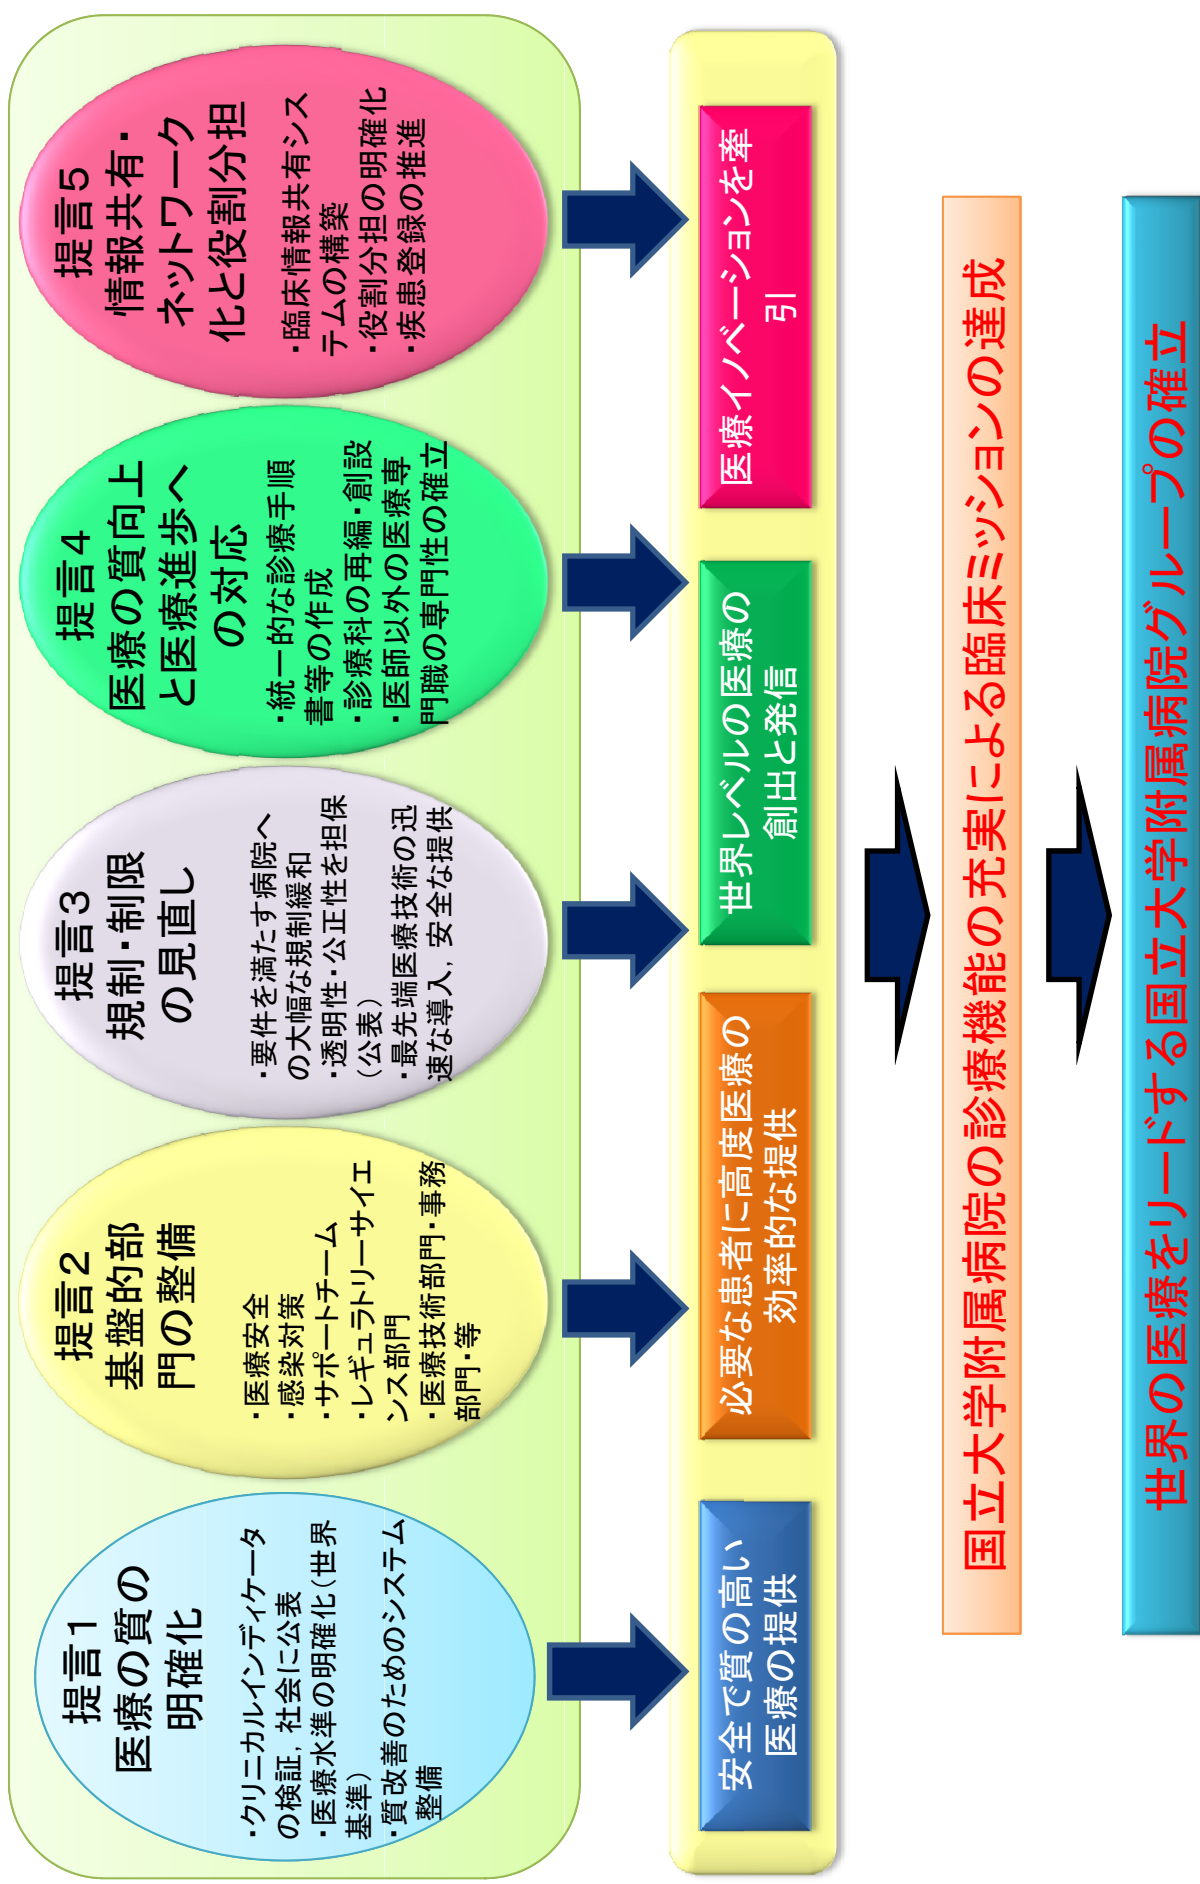 提言1
医療の質の
明確化
・クリニカルインディケータ
の検証，社会に公表
・医療水準の明確化（世界
基準）
・質改善のためのシステム
整備
提言2
基盤的部
門の整備
・医療安全
・感染対策
・サポートチーム
・レギュラトリーサイエ
ンス部門
・医療技術部門・事務
部門・等
提言3
規制・制限
の見直し
・要件を満たす病院へ
の大幅な規制緩和
・透明性・公正性を担保
（公表）
・最先端医療技術の迅
速な導入，安全な提供
提言4
医療の質向上
と医療進歩へ
の対応
・統一的な診療手順
書等の作成
・診療科の再編・創設
・医師以外の医療専
門職の専門性の確立
提言5
情報共有・
ネットワーク
化と役割分担
・臨床情報共有シス
テムの構築
・役割分担の明確化
・疾患登録の推進
安全で質の高い
医療の提供
必要な患者に高度医療の
効率的な提供
世界レベルの医療の
創出と発信
医療イノベーションを牽
引
国立大学附属病院の診療機能の充実による臨床ミッションの達成
世界の医療をリードする国立大学附属病院グループの確立